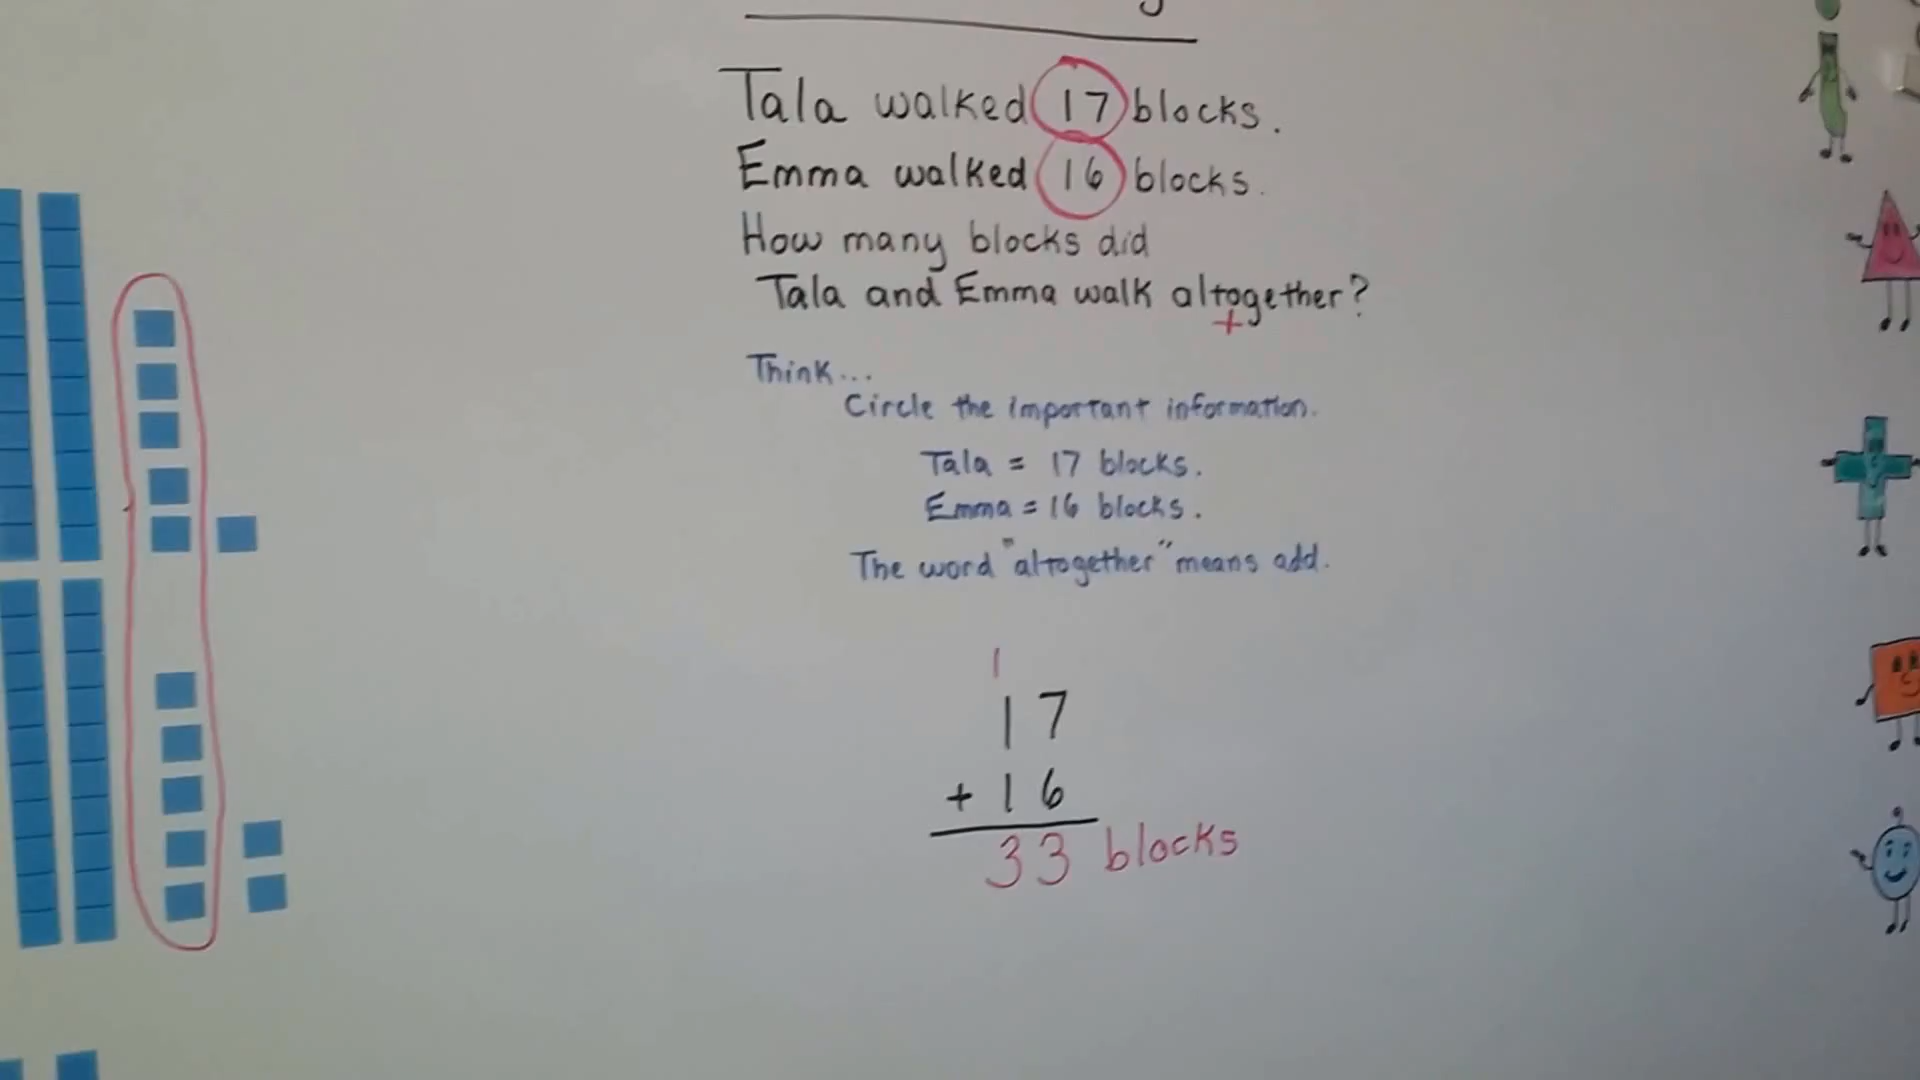 Tala walked 17 blocks.
Emma walked 16 blocks.
How many blocks did
Tala and Emma walk altogether?
+
Think...
Circle the important information.
Tala = 17 blocks.
Emma = 16 blocks.
The word "altogether" means add.
1
17
+ 16
33 blocks